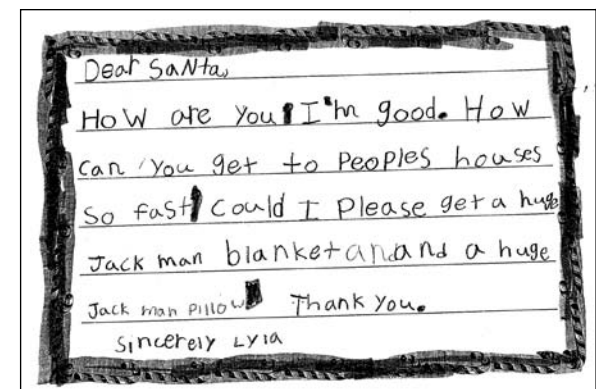 Dear SaNta,
How are you I'm good. How
can you get to Peoples houses
So fast Could I Please get a huge
Jack man blanket and and a huge
Jack man Pillow Thank you.
Sincerely Lyla